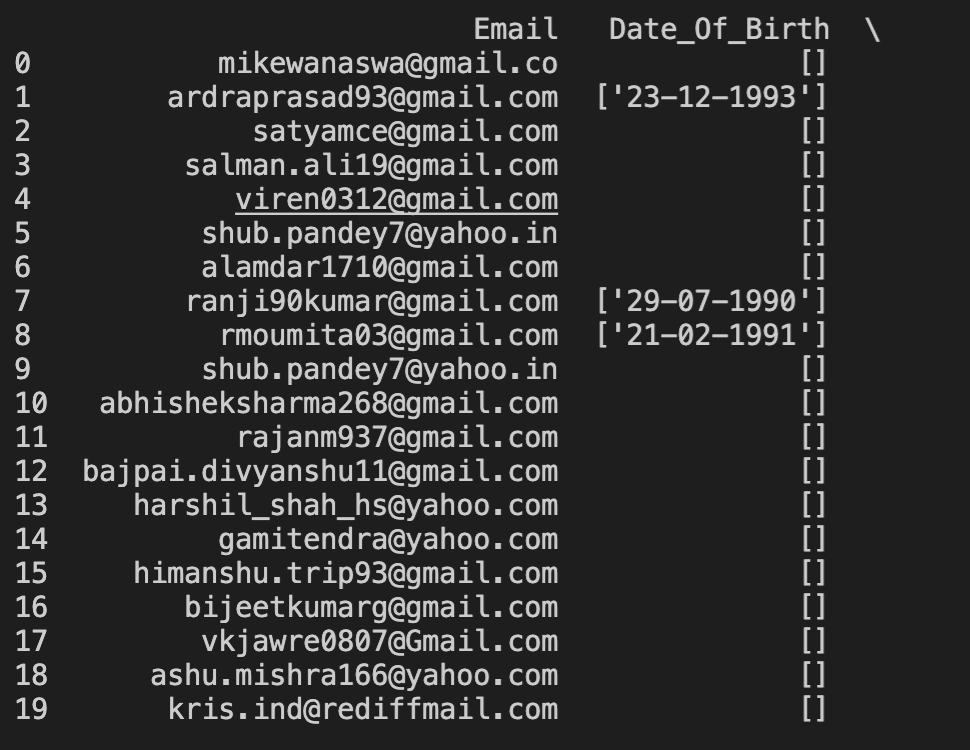 Email Date_Of_Birth \
0 mikewanaswa@gmail.co []
1 ardraprasad93@gmail.com ['23-12-1993']
2 satyamce@gmail.com []
3 salman.ali19@gmail.com []
4 viren0312@gmail.com []
5 shub.pandey7@yahoo.in []
6 alamdar1710@gmail.com []
7 ranji90kumar@gmail.com ['29-07-1990']
8 rmoumita03@gmail.com ['21-02-1991']
9 shub.pandey7@yahoo.in []
10 abhisheksharma268@gmail.com []
11 rajanm937@gmail.com []
12 bajpai.divyanshu11@gmail.com []
13 harshil_shah_hs@yahoo.com []
14 gamitendra@yahoo.com []
15 himanshu.trip93@gmail.com []
16 bijeetkumarg@gmail.com []
17 vkjawre0807@Gmail.com []
18 ashu.mishra166@yahoo.com []
19 kris.ind@rediffmail.com []